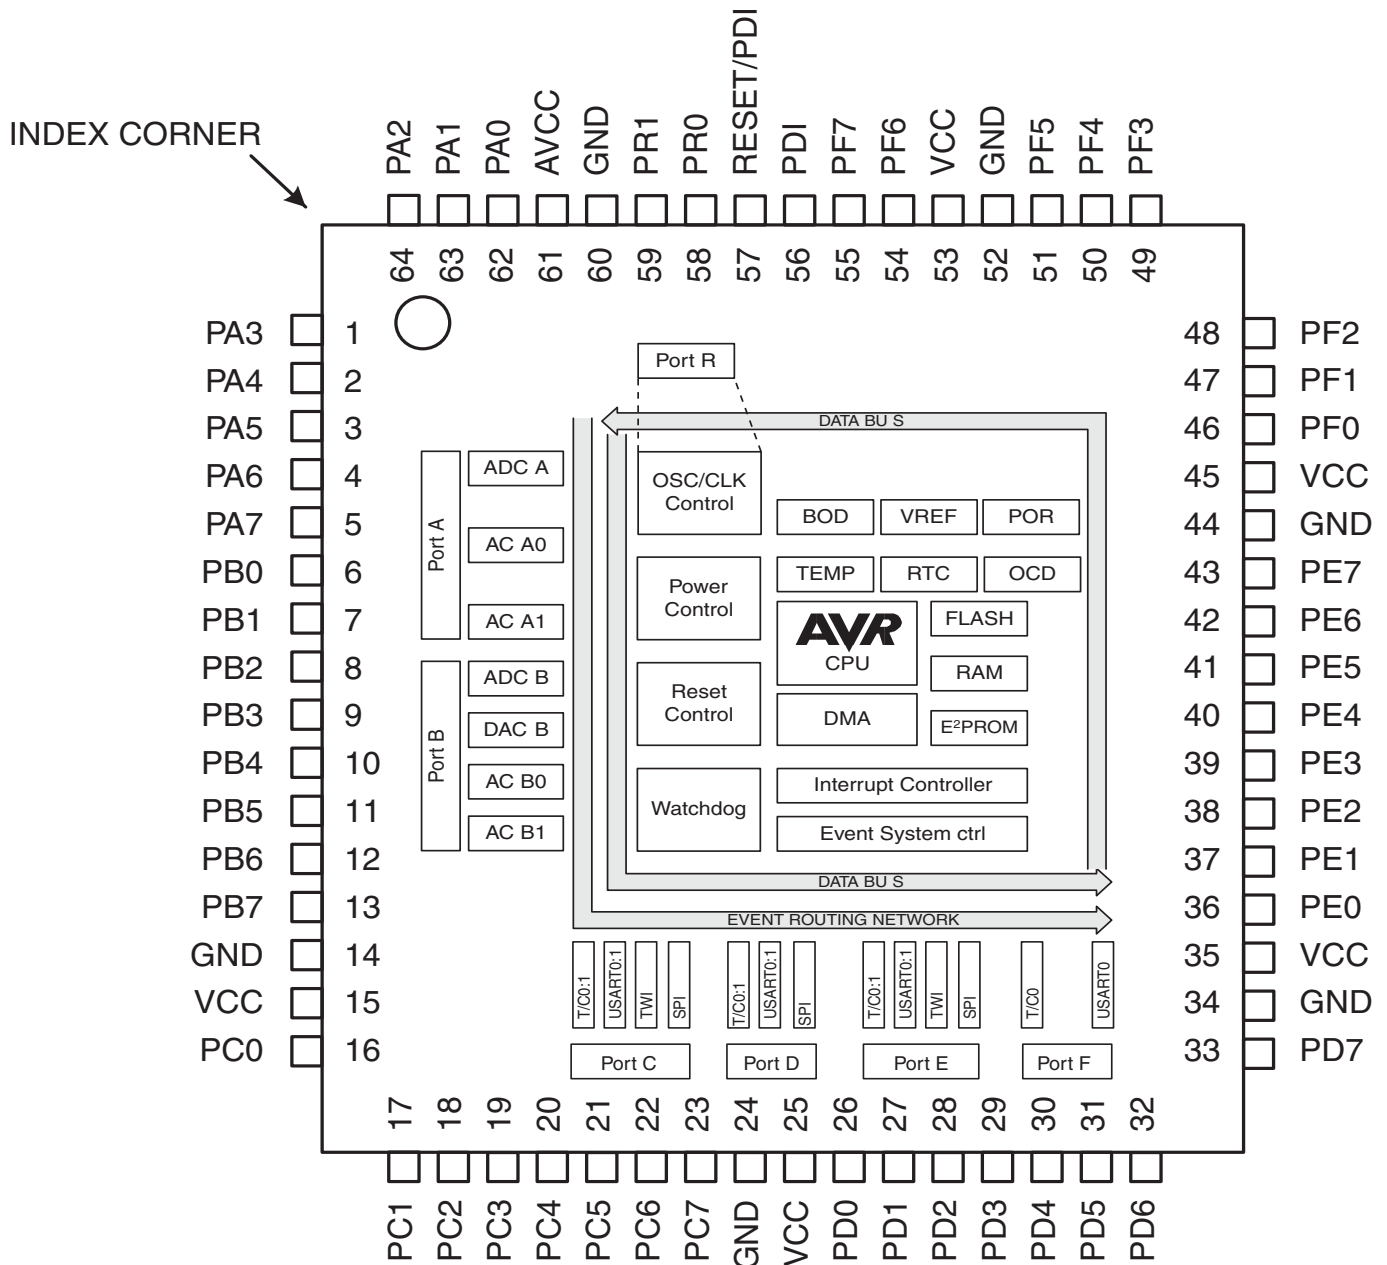 INDEX CORNER
PA2
PA1
PA0
AVCC
GND
PR1
PR0
RESET/PDI
PDI
PF7
PF6
VCC
GND
PF5
PF4
PF3
64
63
62
61
60
59
58
57
56
55
54
53
52
51
50
49
PA3 1
PA4 2
PA5 3
PA6 4
PA7 5
PB0 6
PB1 7
PB2 8
PB3 9
PB4 10
PB5 11
PB6 12
PB7 13
GND 14
VCC 15
PC0 16
48 PF2
47 PF1
46 PF0
45 VCC
44 GND
43 PE7
42 PE6
41 PE5
40 PE4
39 PE3
38 PE2
37 PE1
36 PE0
35 VCC
34 GND
33 PD7
Port R
DATA BU S
Port A
ADC A
AC A0
AC A1
Port B
ADC B
DAC B
AC B0
AC B1
OSC/CLK
Control
Power
Control
Reset
Control
Watchdog
BOD
VREF
POR
TEMP
RTC
OCD
AVR
CPU
FLASH
RAM
DMA
E²PROM
Interrupt Controller
Event System ctrl
DATA BU S
EVENT ROUTING NETWORK
T/C0:1
USART0:1
TWI
SPI
T/C0:1
USART0:1
SPI
T/C0:1
USART0:1
TWI
SPI
T/C0
USART0
Port C
Port D
Port E
Port F
17
18
19
20
21
22
23
24
25
26
27
28
29
30
31
32
PC1
PC2
PC3
PC4
PC5
PC6
PC7
GND
VCC
PD0
PD1
PD2
PD3
PD4
PD5
PD6